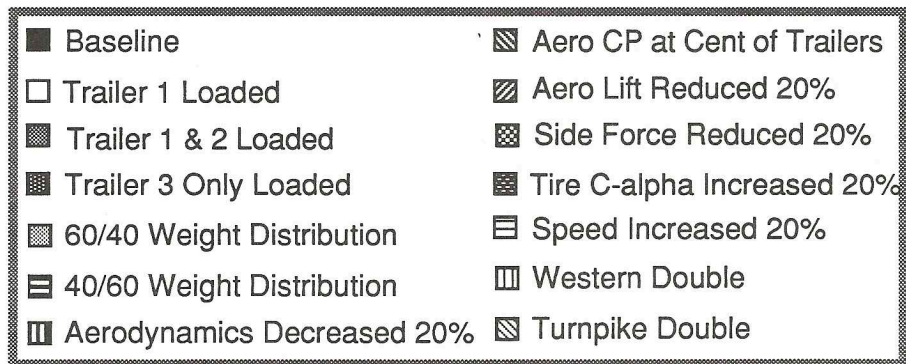 Baseline
Trailer 1 Loaded
Trailer 1 & 2 Loaded
Trailer 3 Only Loaded
60/40 Weight Distribution
40/60 Weight Distribution
Aerodynamics Decreased 20%
Aero CP at Cent of Trailers
Aero Lift Reduced 20%
Side Force Reduced 20%
Tire C-alpha Increased 20%
Speed Increased 20%
Western Double
Turnpike Double